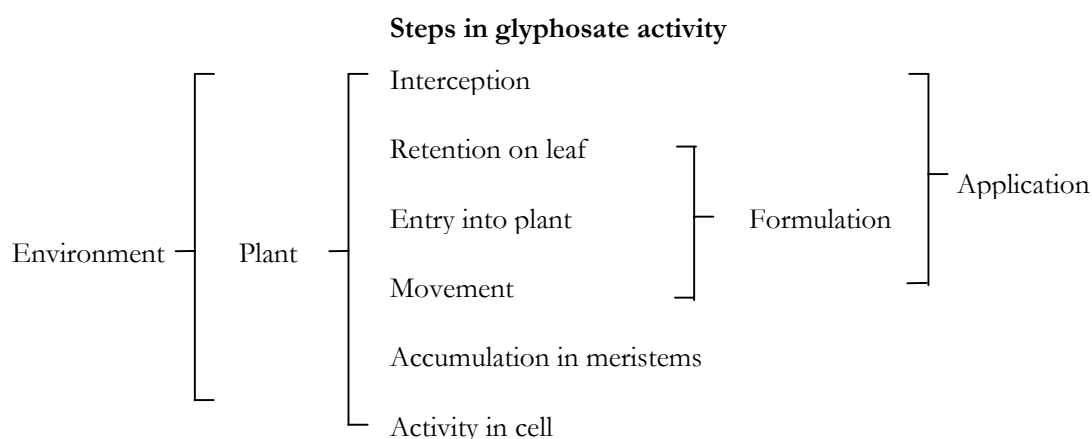 Steps in glyphosate activity
Interception
Retention on leaf
Application
Entry into plant
Formulation
Environment
Plant
Movement
Accumulation in meristems
Activity in cell